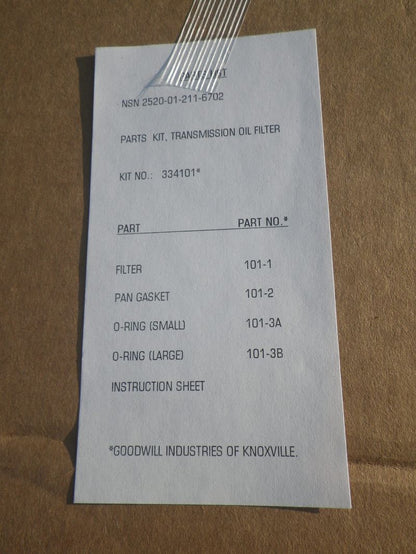 NSN 2520-01-211-6702
PARTS KIT, TRANSMISSION OIL FILTER
KIT NO.: 334101*
PART PART NO.*
FILTER 101-1
PAN GASKET 101-2
O-RING (SMALL) 101-3A
O-RING (LARGE) 101-3B
INSTRUCTION SHEET
*GOODWILL INDUSTRIES OF KNOXVILLE.